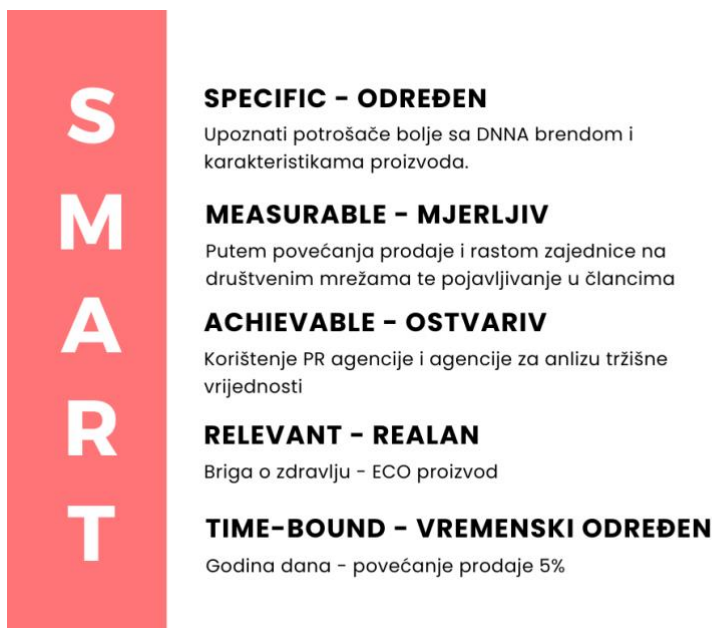 S
SPECIFIC - ODREĐEN
Upoznati potrošače bolje sa DNNA brendom i
karakteristikama proizvoda.
M
MEASURABLE - MJERLJIV
Putem povećanja prodaje i rastom zajednice na
društvenim mrežama te pojavljivanje u člancima
A
ACHIEVABLE - OSTVARIV
Korištenje PR agencije i agencije za anlizu tržišne
vrijednosti
R
RELEVANT - REALAN
Briga o zdravlju - ECO proizvod
T
TIME-BOUND - VREMENSKI ODREĐEN
Godina dana - povećanje prodaje 5%